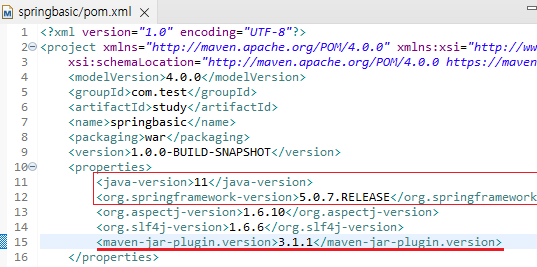 springbasic/pom.xml
1 <?xml version="1.0" encoding="UTF-8"?>
2 <project xmlns="http://maven.apache.org/POM/4.0.0" xmlns:xsi="http://ww
3 xsi:schemaLocation="http://maven.apache.org/POM/4.0.0 https://maven
4 <modelVersion>4.0.0</modelVersion>
5 <groupId>com.test</groupId>
6 <artifactId>study</artifactId>
7 <name>springbasic</name>
8 <packaging>war</packaging>
9 <version>1.0.0-BUILD-SNAPSHOT</version>
10 <properties>
11 <java-version>11</java-version>
12 <org.springframework-version>5.0.7.RELEASE</org.springframework
13 <org.aspectj-version>1.6.10</org.aspectj-version>
14 <org.slf4j-version>1.6.6</org.slf4j-version>
15 <maven-jar-plugin.version>3.1.1</maven-jar-plugin.version>
16 </properties>